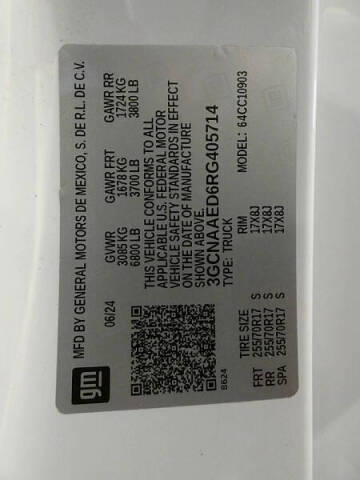 gm
MFD BY GENERAL MOTORS DE MEXICO, S. DE R.L. DE C.V.
06/24
GVWR GAWR FRT GAWR RR
3085 KG 1678 KG 1724 KG
6800 LB 3700 LB 3800 LB
THIS VEHICLE CONFORMS TO ALL
APPLICABLE U.S. FEDERAL MOTOR
VEHICLE SAFETY STANDARDS IN EFFECT
ON THE DATE OF MANUFACTURE
SHOWN ABOVE.
3GCNAAED6RG405714
TYPE: TRUCK MODEL: 64CC10903
8624
TIRE SIZE RIM
FRT 255/70R17 S 17X8J
RR 255/70R17 S 17X8J
SPA 255/70R17 S 17X8J